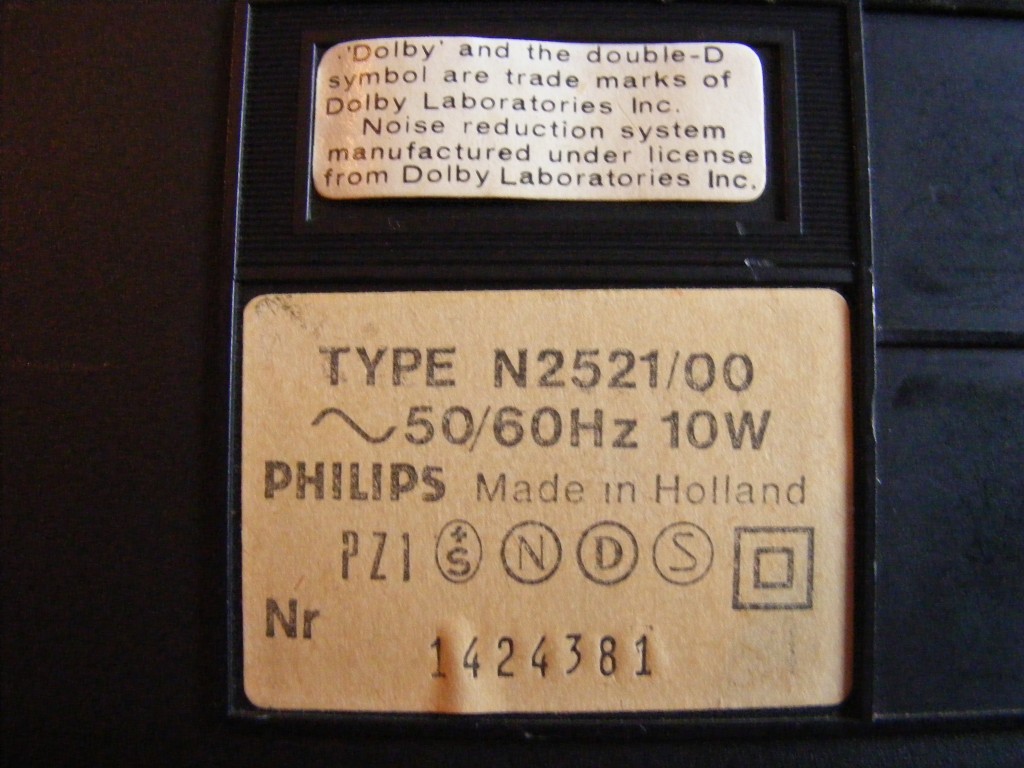 'Dolby' and the double-D
symbol are trade marks of
Dolby Laboratories Inc.
Noise reduction system
manufactured under license
from Dolby Laboratories Inc.
TYPE N2521/00
~50/60Hz 10W
PHILIPS Made in Holland
PZI +S N D S
Nr
1424381